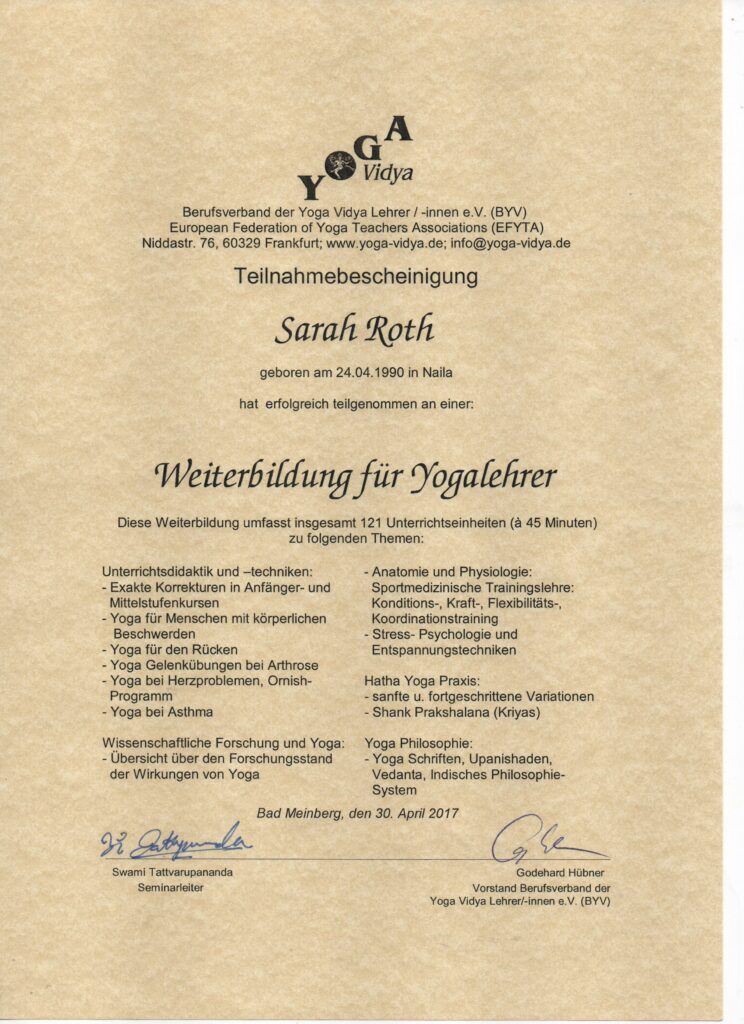 YOGA
Vidya
Berufsverband der Yoga Vidya Lehrer / -innen e.V. (BYV)
European Federation of Yoga Teachers Associations (EFYTA)
Niddastr. 76, 60329 Frankfurt; www.yoga-vidya.de; info@yoga-vidya.de
Teilnahmebescheinigung
Sarah Roth
geboren am 24.04.1990 in Naila
hat erfolgreich teilgenommen an einer:
Weiterbildung für Yogalehrer
Diese Weiterbildung umfasst insgesamt 121 Unterrichtseinheiten (à 45 Minuten)
zu folgenden Themen:
Unterrichtsdidaktik und –techniken:
- Exakte Korrekturen in Anfänger- und
Mittelstufenkursen
- Yoga für Menschen mit körperlichen
Beschwerden
- Yoga für den Rücken
- Yoga Gelenkübungen bei Arthrose
- Yoga bei Herzproblemen, Ornish-
Programm
- Yoga bei Asthma
Wissenschaftliche Forschung und Yoga:
- Übersicht über den Forschungsstand
der Wirkungen von Yoga
- Anatomie und Physiologie:
Sportmedizinische Trainingslehre:
Konditions-, Kraft-, Flexibilitäts-,
Koordinationstraining
- Stress- Psychologie und
Entspannungstechniken
Hatha Yoga Praxis:
- sanfte u. fortgeschrittene Variationen
- Shank Prakshalana (Kriyas)
Yoga Philosophie:
- Yoga Schriften, Upanishaden,
Vedanta, Indisches Philosophie-
System
Bad Meinberg, den 30. April 2017
Swami Tattvarupananda
Seminarleiter
Godehard Hübner
Vorstand Berufsverband der
Yoga Vidya Lehrer/-innen e.V. (BYV)